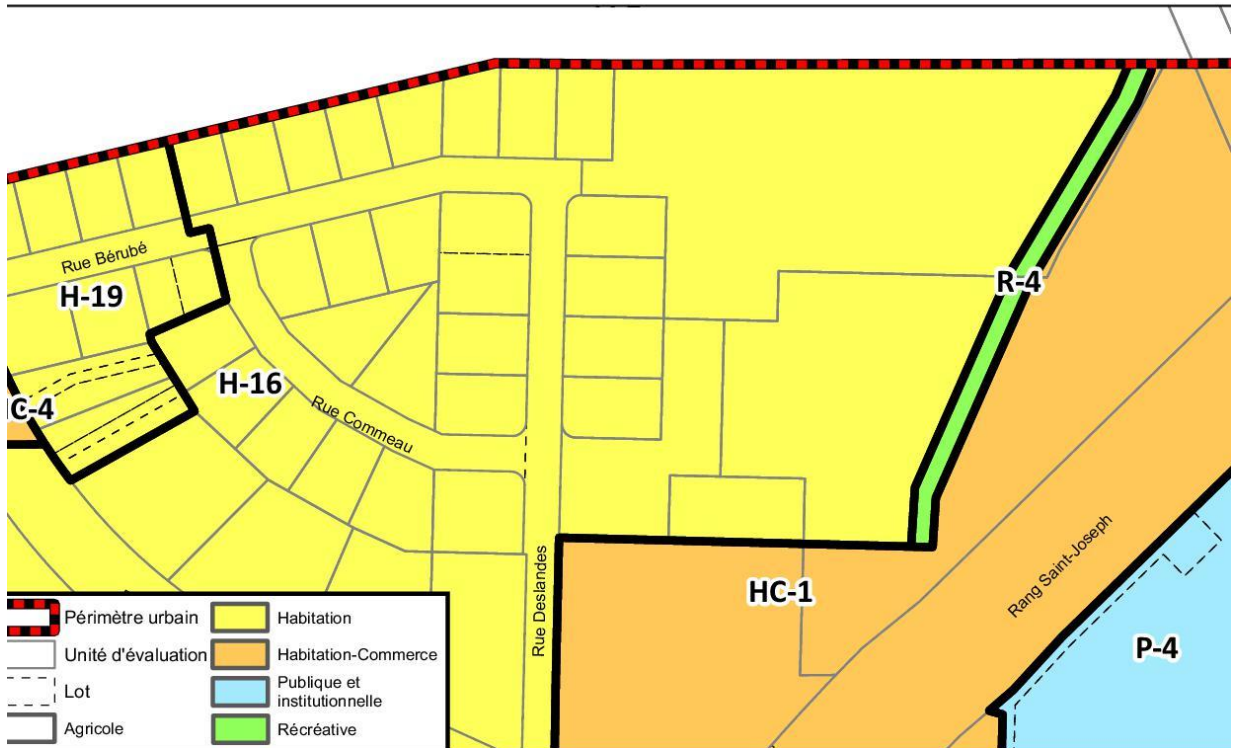 Rue Bérubé
H-19
R-4
H-16
C-4
Rue Commeau
Rue Deslandes
HC-1
Rang Saint-Joseph
P-4
Périmètre urbain
Habitation
Unité d'évaluation
Habitation-Commerce
Lot
Publique et
institutionnelle
Agricole
Récréative